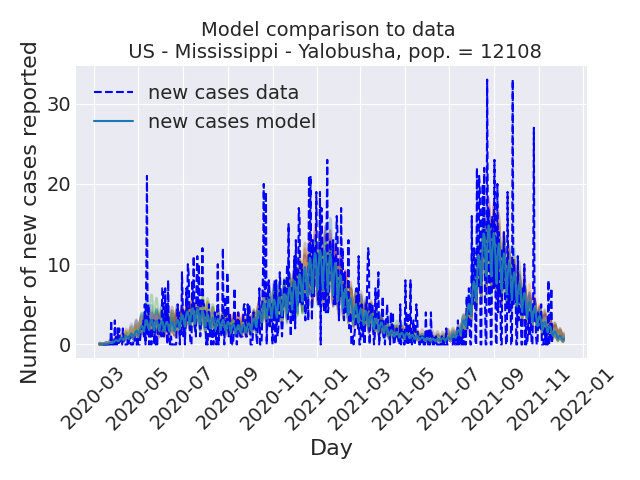 Model comparison to data
US - Mississippi - Yalobusha, pop. = 12108
Number of new cases reported
30
20
10
0
new cases data
new cases model
2020-03
2020-05
2020-07
2020-09
2020-11
2021-01
2021-03
2021-05
2021-07
2021-09
2021-11
2022-01
Day